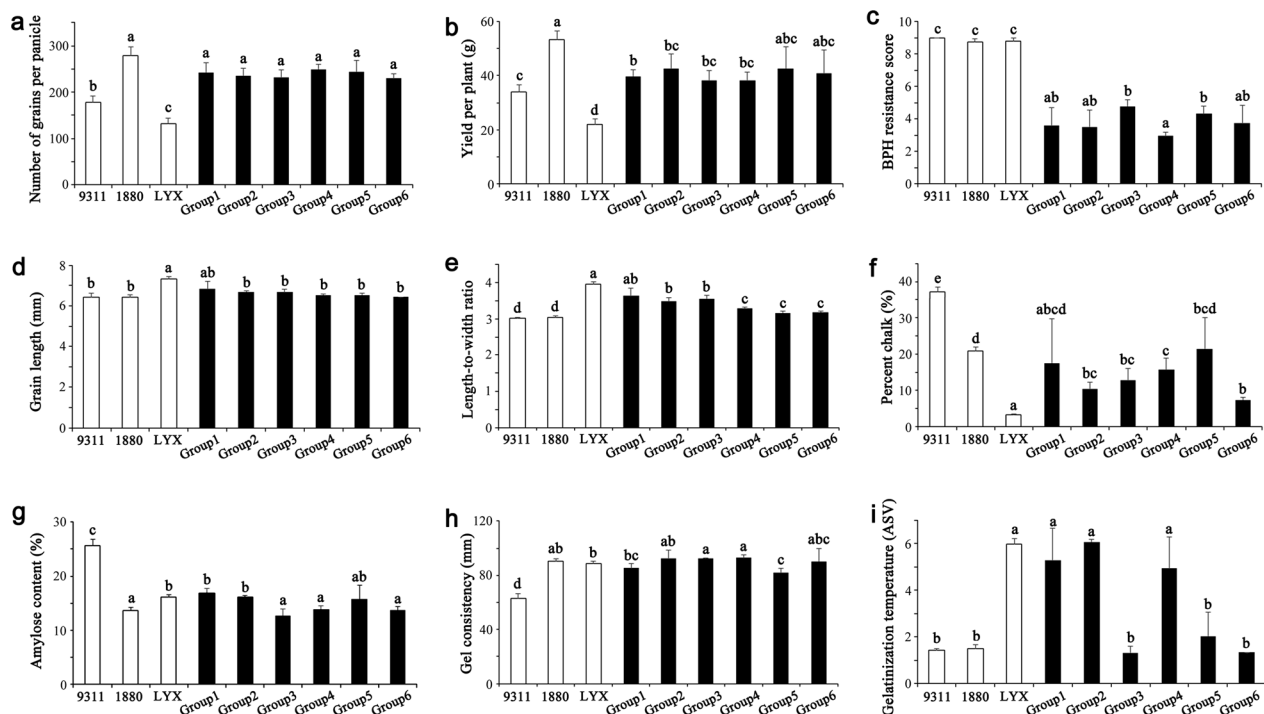 a
Number of grains per panicle
300
200
100
0
b
a
c
a
a
a
a
a
a
9311 1880 LYX Group1 Group2 Group3 Group4 Group5 Group6
b
Yield per plant (g)
60
40
20
0
c
a
d
b
bc
bc
bc
abc
abc
9311 1880 LYX Group1 Group2 Group3 Group4 Group5 Group6
c
BPH resistance score
10
8
6
4
2
0
c
c
c
ab
ab
b
a
b
ab
9311 1880 LYX Group1 Group2 Group3 Group4 Group5 Group6
d
Grain length (mm)
8
6
4
2
0
b
b
a
ab
b
b
b
b
b
9311 1880 LYX Group1 Group2 Group3 Group4 Group5 Group6
e
Length-to-width ratio
4
3
2
1
0
d
d
a
ab
b
b
c
c
c
9311 1880 LYX Group1 Group2 Group3 Group4 Group5 Group6
f
Percent chalk (%)
40
30
20
10
0
e
d
a
abcd
bc
bc
c
bcd
b
9311 1880 LYX Group1 Group2 Group3 Group4 Group5 Group6
g
Amylose content (%)
30
20
10
0
c
a
b
b
b
a
a
ab
a
9311 1880 LYX Group1 Group2 Group3 Group4 Group5 Group6
h
Gel consistency (mm)
120
80
60
40
0
d
ab
b
bc
ab
a
a
c
abc
9311 1880 LYX Group1 Group2 Group3 Group4 Group5 Group6
i
Gelatinization temperature (ASV)
6
4
2
0
b
b
a
a
a
b
a
b
b
9311 1880 LYX Group1 Group2 Group3 Group4 Group5 Group6